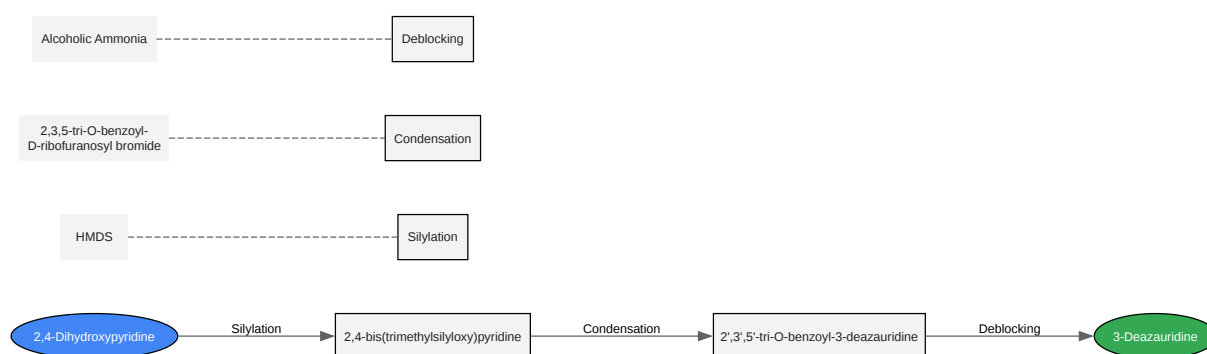 Alcoholic Ammonia
Deblocking
2,3,5-tri-O-benzoyl-
D-ribofuranosyl bromide
Condensation
HMDS
Silylation
2,4-Dihydroxypyridine
Silylation
2,4-bis(trimethylsilyloxy)pyridine
Condensation
2',3',5'-tri-O-benzoyl-3-deazauridine
Deblocking
3-Deazauridine